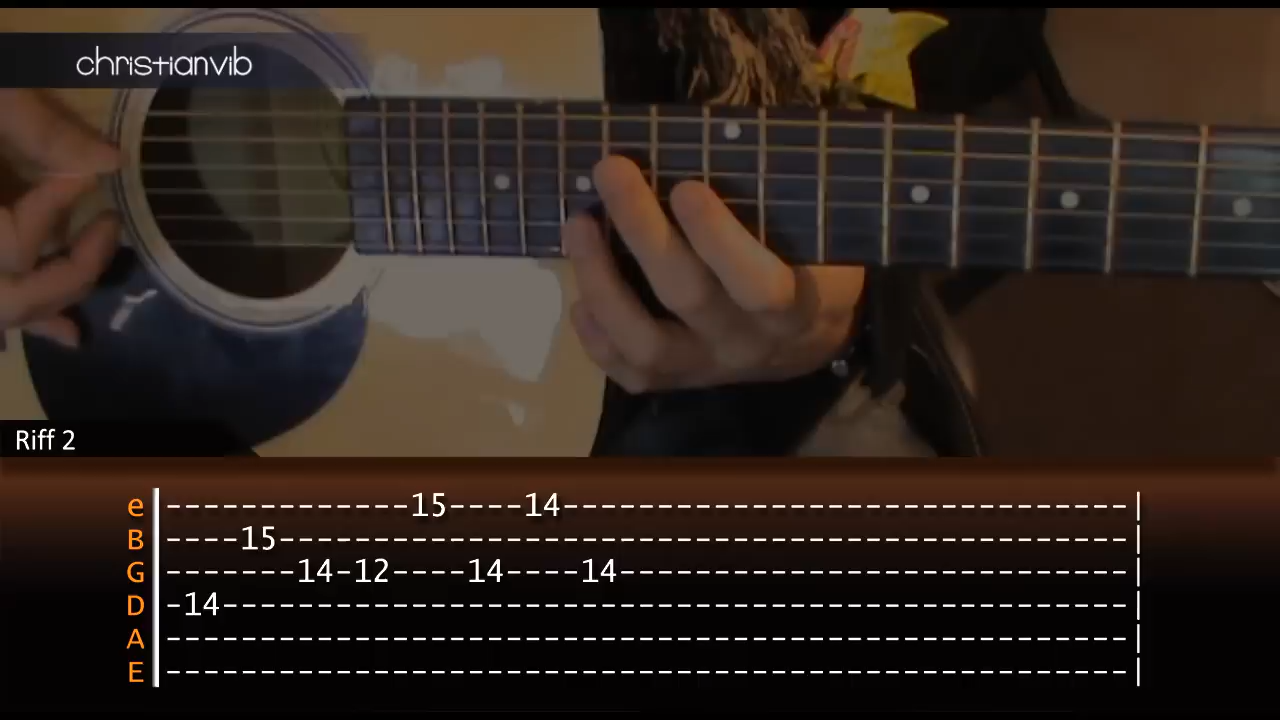 christianvib
Riff 2
e |------------15----14------------------------------|
B |----15--------------------------------------------|
G |-------14-12----14----14--------------------------|
D |-14-----------------------------------------------|
A |--------------------------------------------------|
E |--------------------------------------------------|